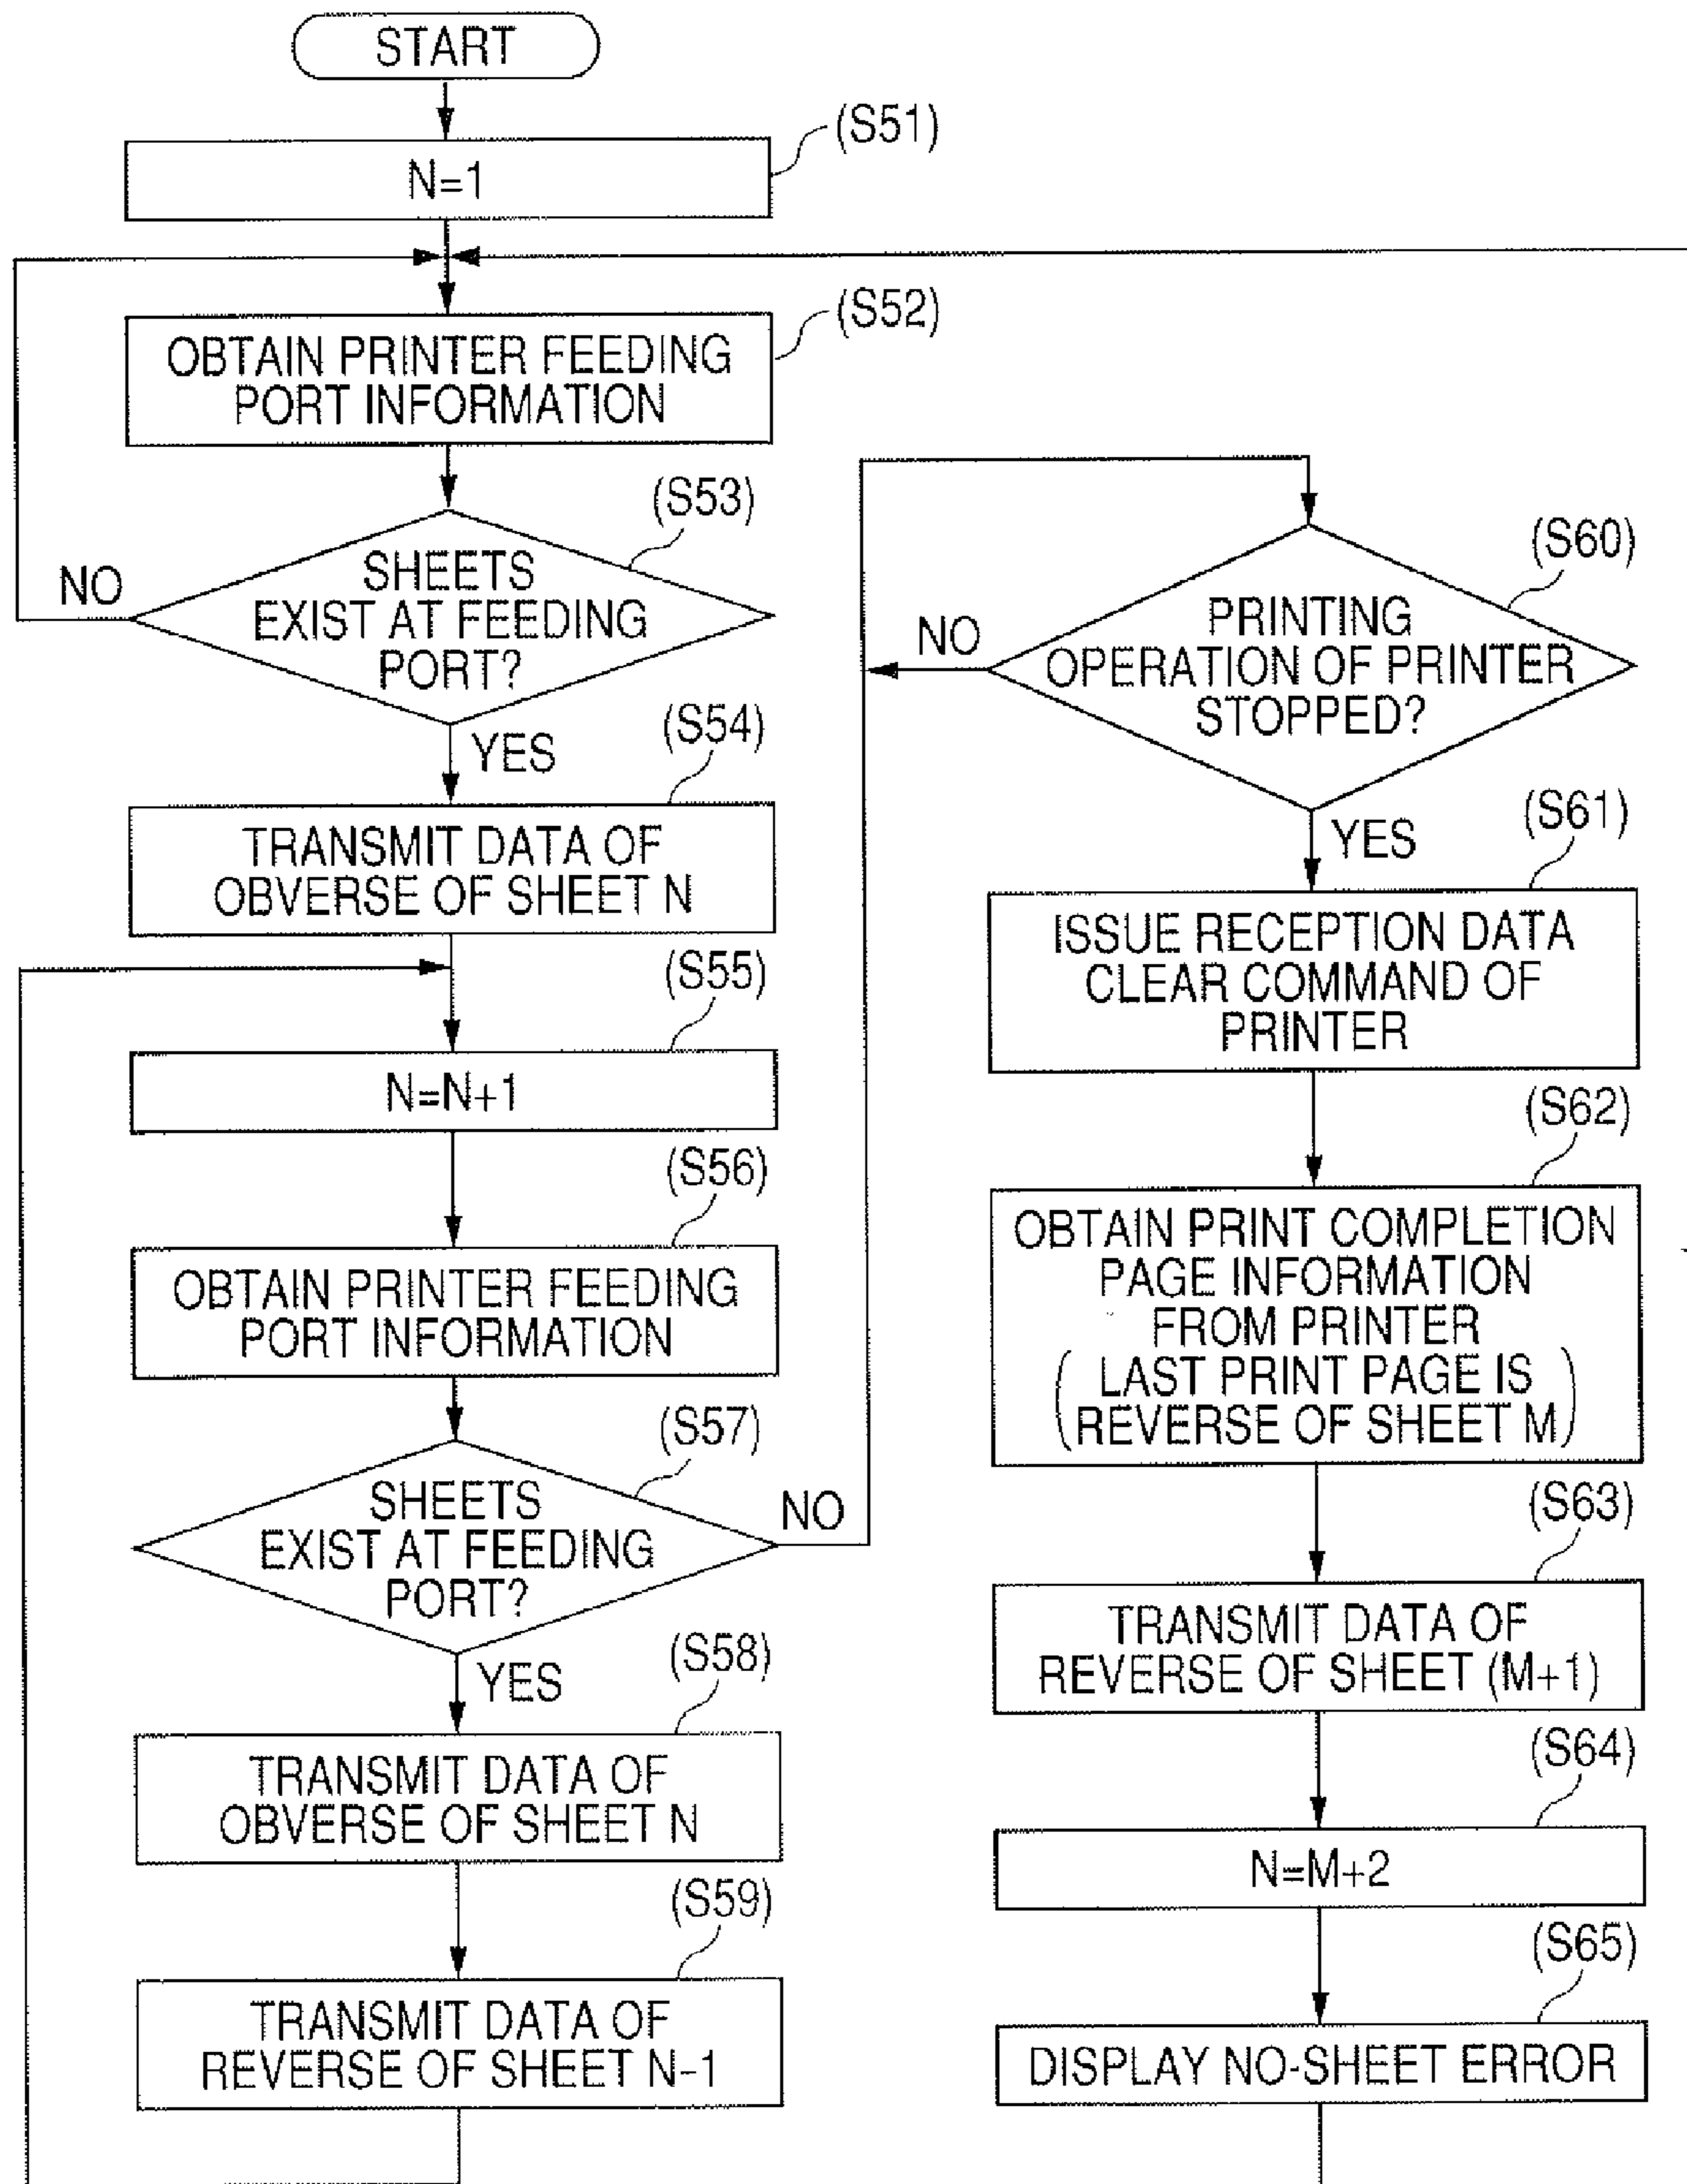 START
(S51)
N=1
(S52)
OBTAIN PRINTER FEEDING
PORT INFORMATION
(S53)
SHEETS
EXIST AT FEEDING
PORT?
NO
YES
(S54)
TRANSMIT DATA OF
OBVERSE OF SHEET N
(S55)
N=N+1
(S56)
OBTAIN PRINTER FEEDING
PORT INFORMATION
(S57)
SHEETS
EXIST AT FEEDING
PORT?
NO
YES
(S58)
TRANSMIT DATA OF
OBVERSE OF SHEET N
(S59)
TRANSMIT DATA OF
REVERSE OF SHEET N-1
(S60)
PRINTING
OPERATION OF PRINTER
STOPPED?
NO
YES
(S61)
ISSUE RECEPTION DATA
CLEAR COMMAND OF
PRINTER
(S62)
OBTAIN PRINT COMPLETION
PAGE INFORMATION
FROM PRINTER
(LAST PRINT PAGE IS
REVERSE OF SHEET M)
(S63)
TRANSMIT DATA OF
REVERSE OF SHEET (M+1)
(S64)
N=M+2
(S65)
DISPLAY NO-SHEET ERROR